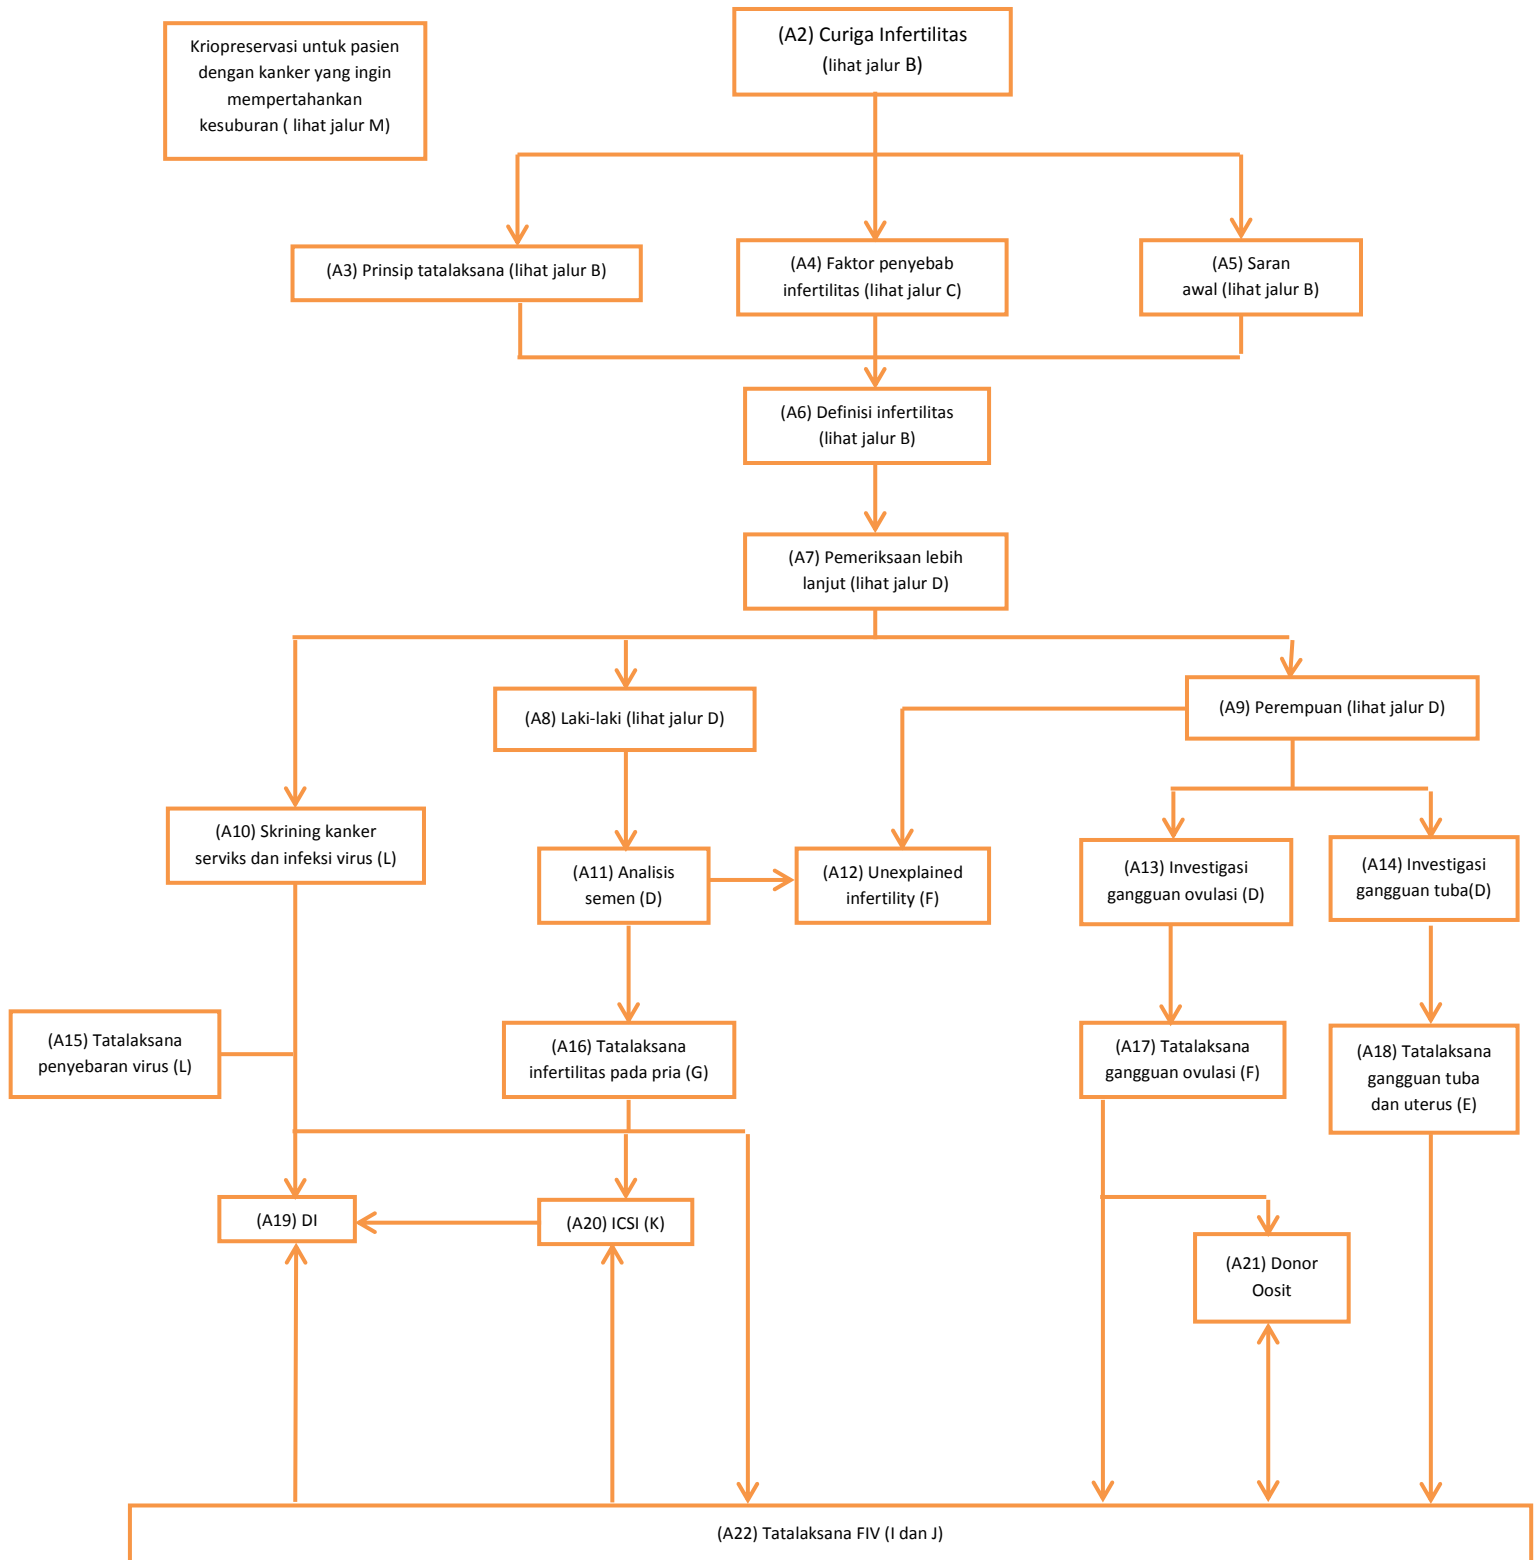 Kriopreservasi untuk pasien
dengan kanker yang ingin
mempertahankan
kesuburan ( lihat jalur M)
(A2) Curiga Infertilitas
(lihat jalur B)
(A3) Prinsip tatalaksana (lihat jalur B)
(A4) Faktor penyebab
infertilitas (lihat jalur C)
(A5) Saran
awal (lihat jalur B)
(A6) Definisi infertilitas
(lihat jalur B)
(A7) Pemeriksaan lebih
lanjut (lihat jalur D)
(A8) Laki-laki (lihat jalur D)
(A9) Perempuan (lihat jalur D)
(A10) Skrining kanker
serviks dan infeksi virus (L)
(A11) Analisis
semen (D)
(A12) Unexplained
infertility (F)
(A13) Investigasi
gangguan ovulasi (D)
(A14) Investigasi
gangguan tuba(D)
(A15) Tatalaksana
penyebaran virus (L)
(A16) Tatalaksana
infertilitas pada pria (G)
(A17) Tatalaksana
gangguan ovulasi (F)
(A18) Tatalaksana
gangguan tuba
dan uterus (E)
(A19) DI
(A20) ICSI (K)
(A21) Donor
Oosit
(A22) Tatalaksana FIV (I dan J)